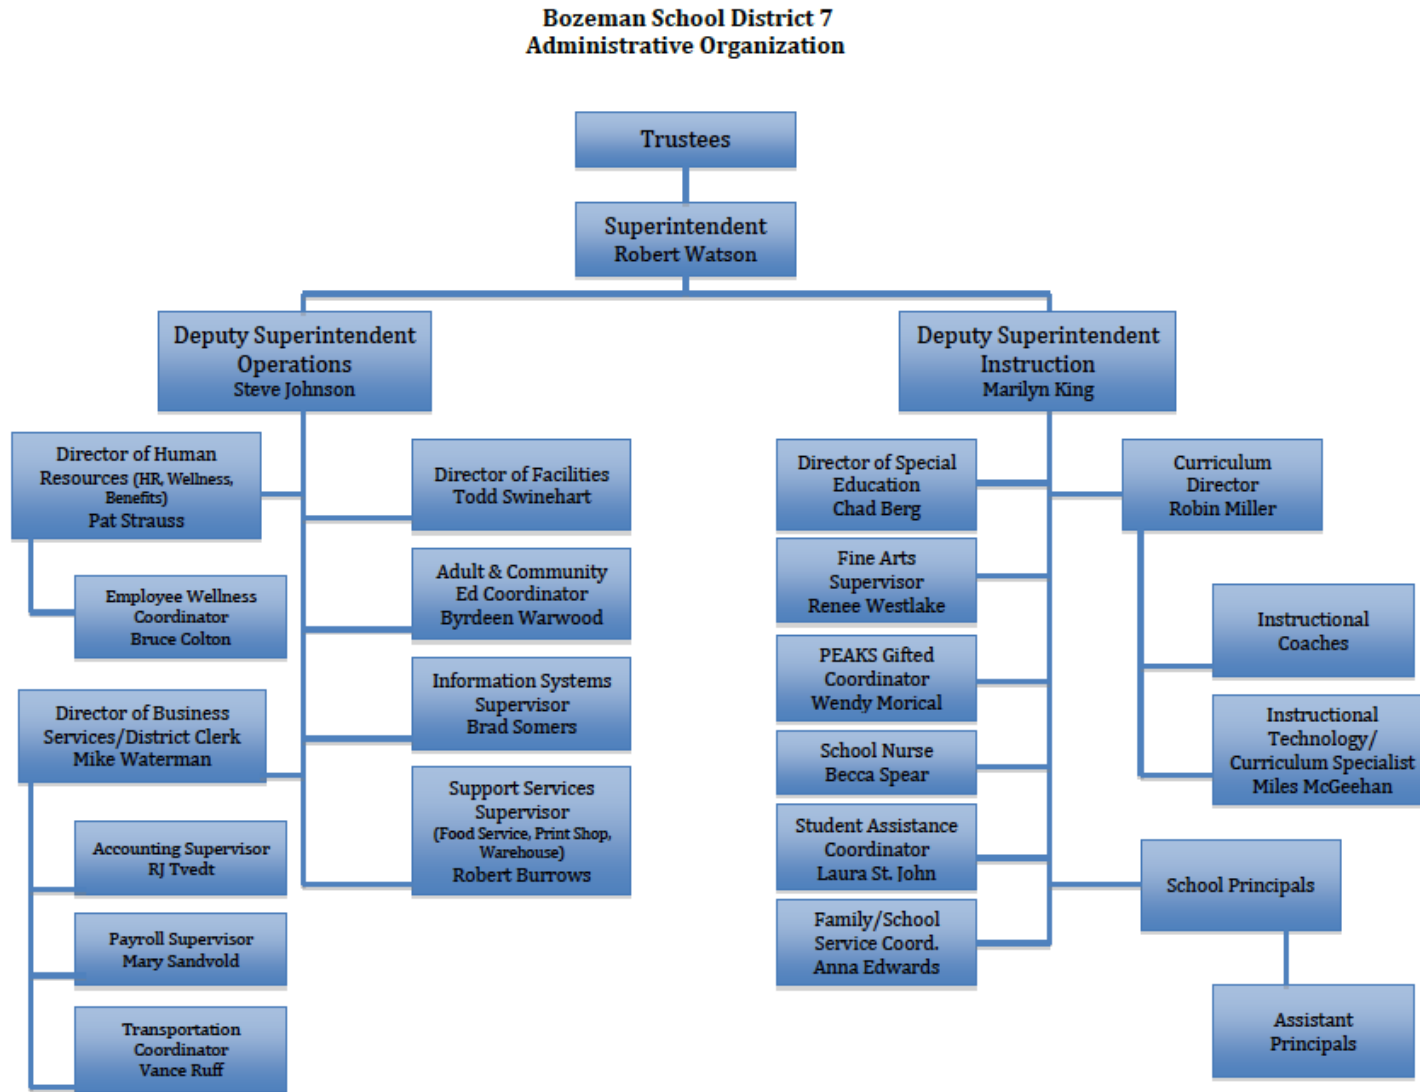 Bozeman School District 7
Administrative Organization
Trustees
Superintendent
Robert Watson
Deputy Superintendent
Operations
Steve Johnson
Deputy Superintendent
Instruction
Marilyn King
Director of Human
Resources (HR, Wellness,
Benefits)
Pat Strauss
Employee Wellness
Coordinator
Bruce Colton
Director of Business
Services/District Clerk
Mike Waterman
Accounting Supervisor
RJ Tvedt
Payroll Supervisor
Mary Sandvold
Transportation
Coordinator
Vance Ruff
Director of Facilities
Todd Swinehart
Adult & Community
Ed Coordinator
Byrdeen Warwood
Information Systems
Supervisor
Brad Somers
Support Services
Supervisor
(Food Service, Print Shop,
Warehouse)
Robert Burrows
Director of Special
Education
Chad Berg
Fine Arts
Supervisor
Renee Westlake
PEAKS Gifted
Coordinator
Wendy Morical
School Nurse
Becca Spear
Student Assistance
Coordinator
Laura St. John
Family/School
Service Coord.
Anna Edwards
Curriculum
Director
Robin Miller
Instructional
Coaches
Instructional
Technology/
Curriculum Specialist
Miles McGeehan
School Principals
Assistant
Principals